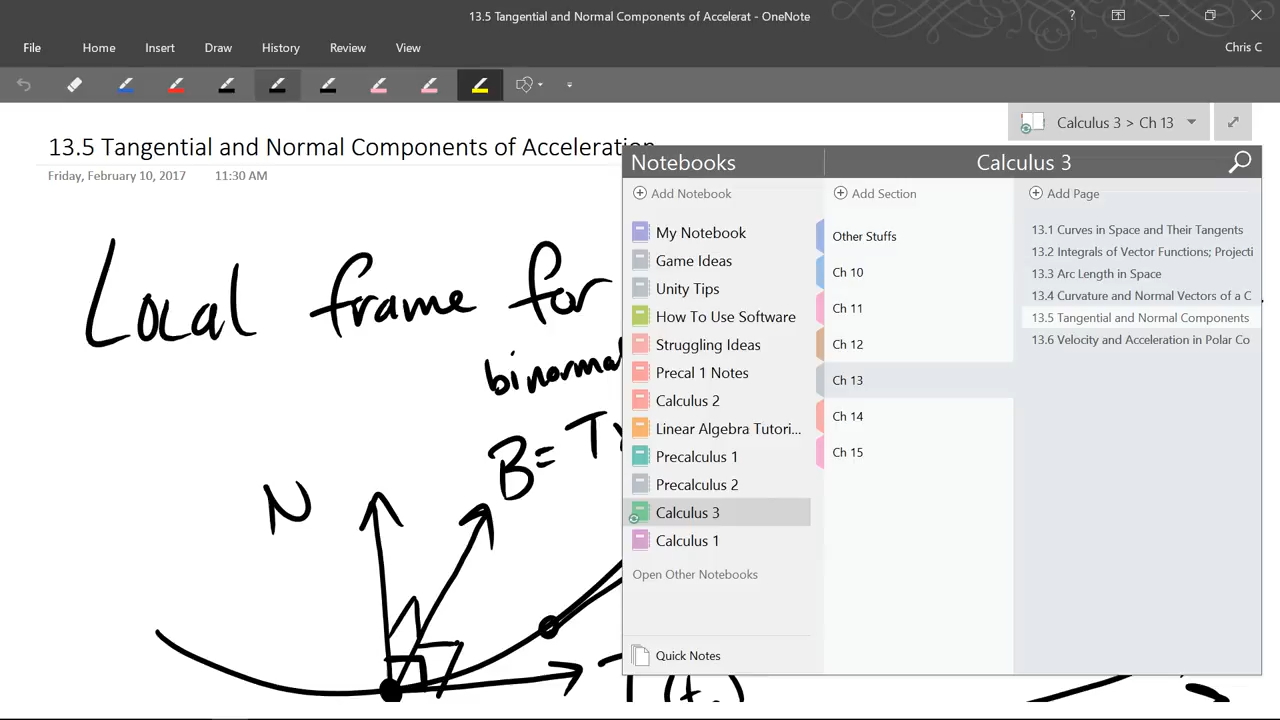 13.5 Tangential and Normal Components of Accelerat - OneNote
?
File
Home
Insert
Draw
History
Review
View
Chris C
Calculus 3 > Ch 13
13.5 Tangential and Normal Components of Acceleration
Friday, February 10, 2017
11:30 AM
Local frame for
binormal
B = T
N
(t
Notebooks
Add Notebook
My Notebook
Game Ideas
Unity Tips
How To Use Software
Struggling Ideas
Precal 1 Notes
Calculus 2
Linear Algebra Tutori...
Precalculus 1
Precalculus 2
Calculus 3
Calculus 1
Open Other Notebooks
Quick Notes
Calculus 3
Add Section
Other Stuffs
Ch 10
Ch 11
Ch 12
Ch 13
Ch 14
Ch 15
Add Page
13.1 Curves in Space and Their Tangents
13.2 Integrals of Vector Functions; Projecti
13.3 Arc Length in Space
13.4 Curvature and Normal Vectors of a C
13.5 Tangential and Normal Components
13.6 Velocity and Acceleration in Polar Co